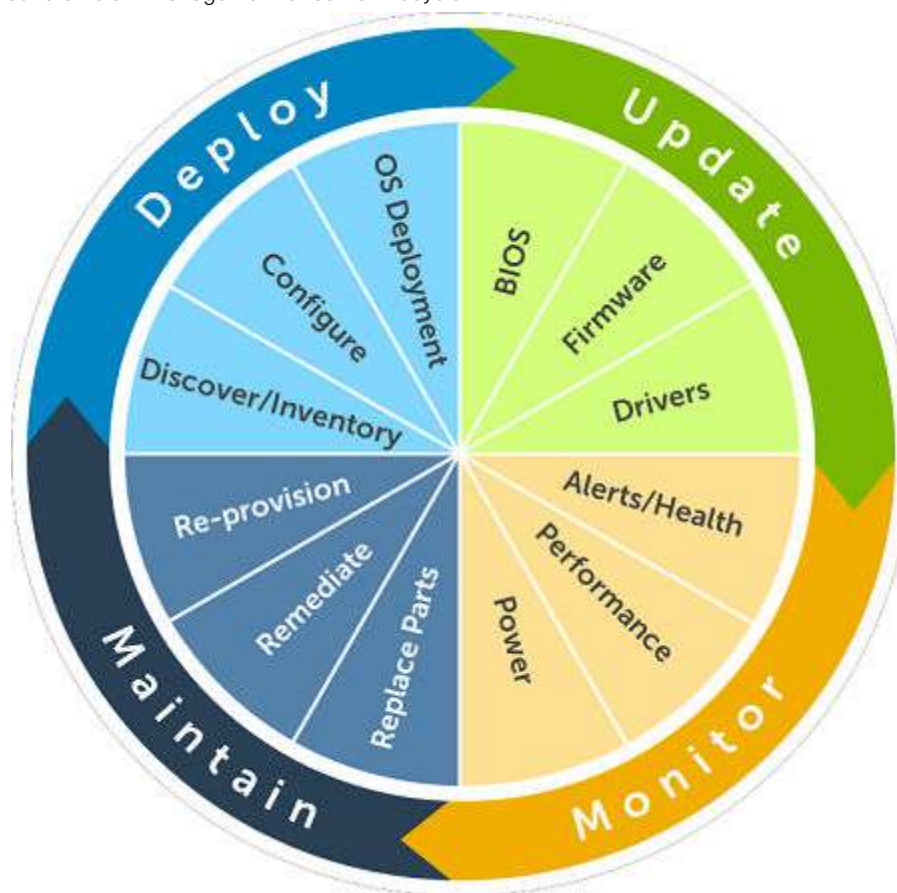 Deploy
Discover/Inventory
Configure
OS Deployment
Update
BIOS
Firmware
Drivers
Monitor
Alerts/Health
Performance
Power
Maintain
Replace Parts
Remediate
Re-provision